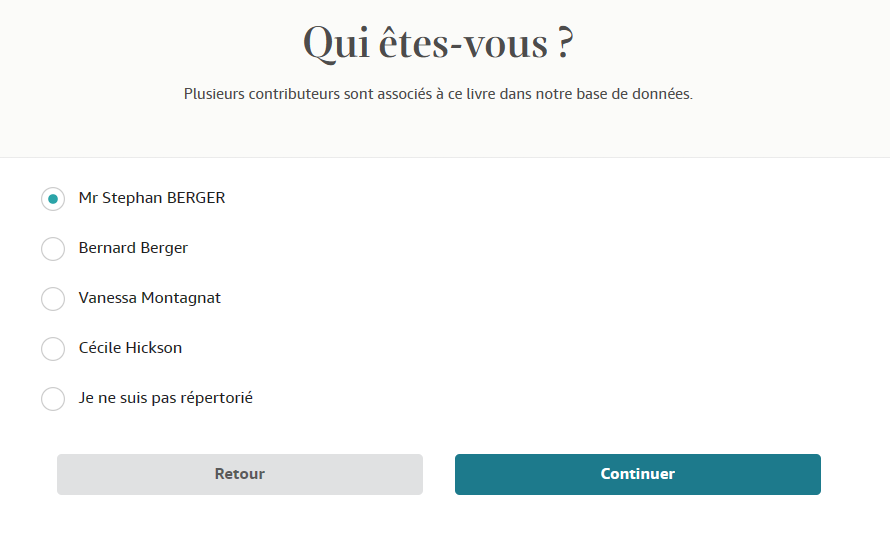 Qui êtes-vous ?
Plusieurs contributeurs sont associés à ce livre dans notre base de données.
Mr Stephan BERGER
Bernard Berger
Vanessa Montagnat
Cécile Hickson
Je ne suis pas répertorié
Retour
Continuer